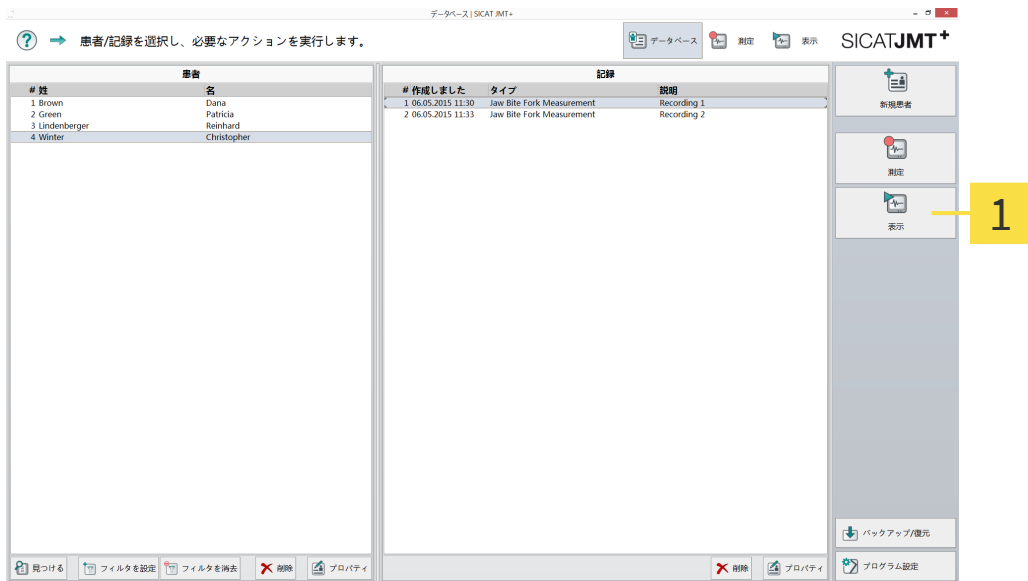 データベース | SICAT JMT+
? 患者/記録を選択し、必要なアクションを実行します。 データベース 測定 表示 SICATJMT+
患者
# 姓 名
1 Brown Dana
2 Green Patricia
3 Lindenberger Reinhard
4 Winter Christopher
記録
# 作成しました タイプ 説明
1 06.05.2015 11:30 Jaw Bite Fork Measurement Recording 1
2 06.05.2015 11:33 Jaw Bite Fork Measurement Recording 2
新規患者
測定
表示
1
バックアップ/復元
プログラム設定
見つける フィルタを設定 フィルタを消去 削除 プロパティ
削除 プロパティ